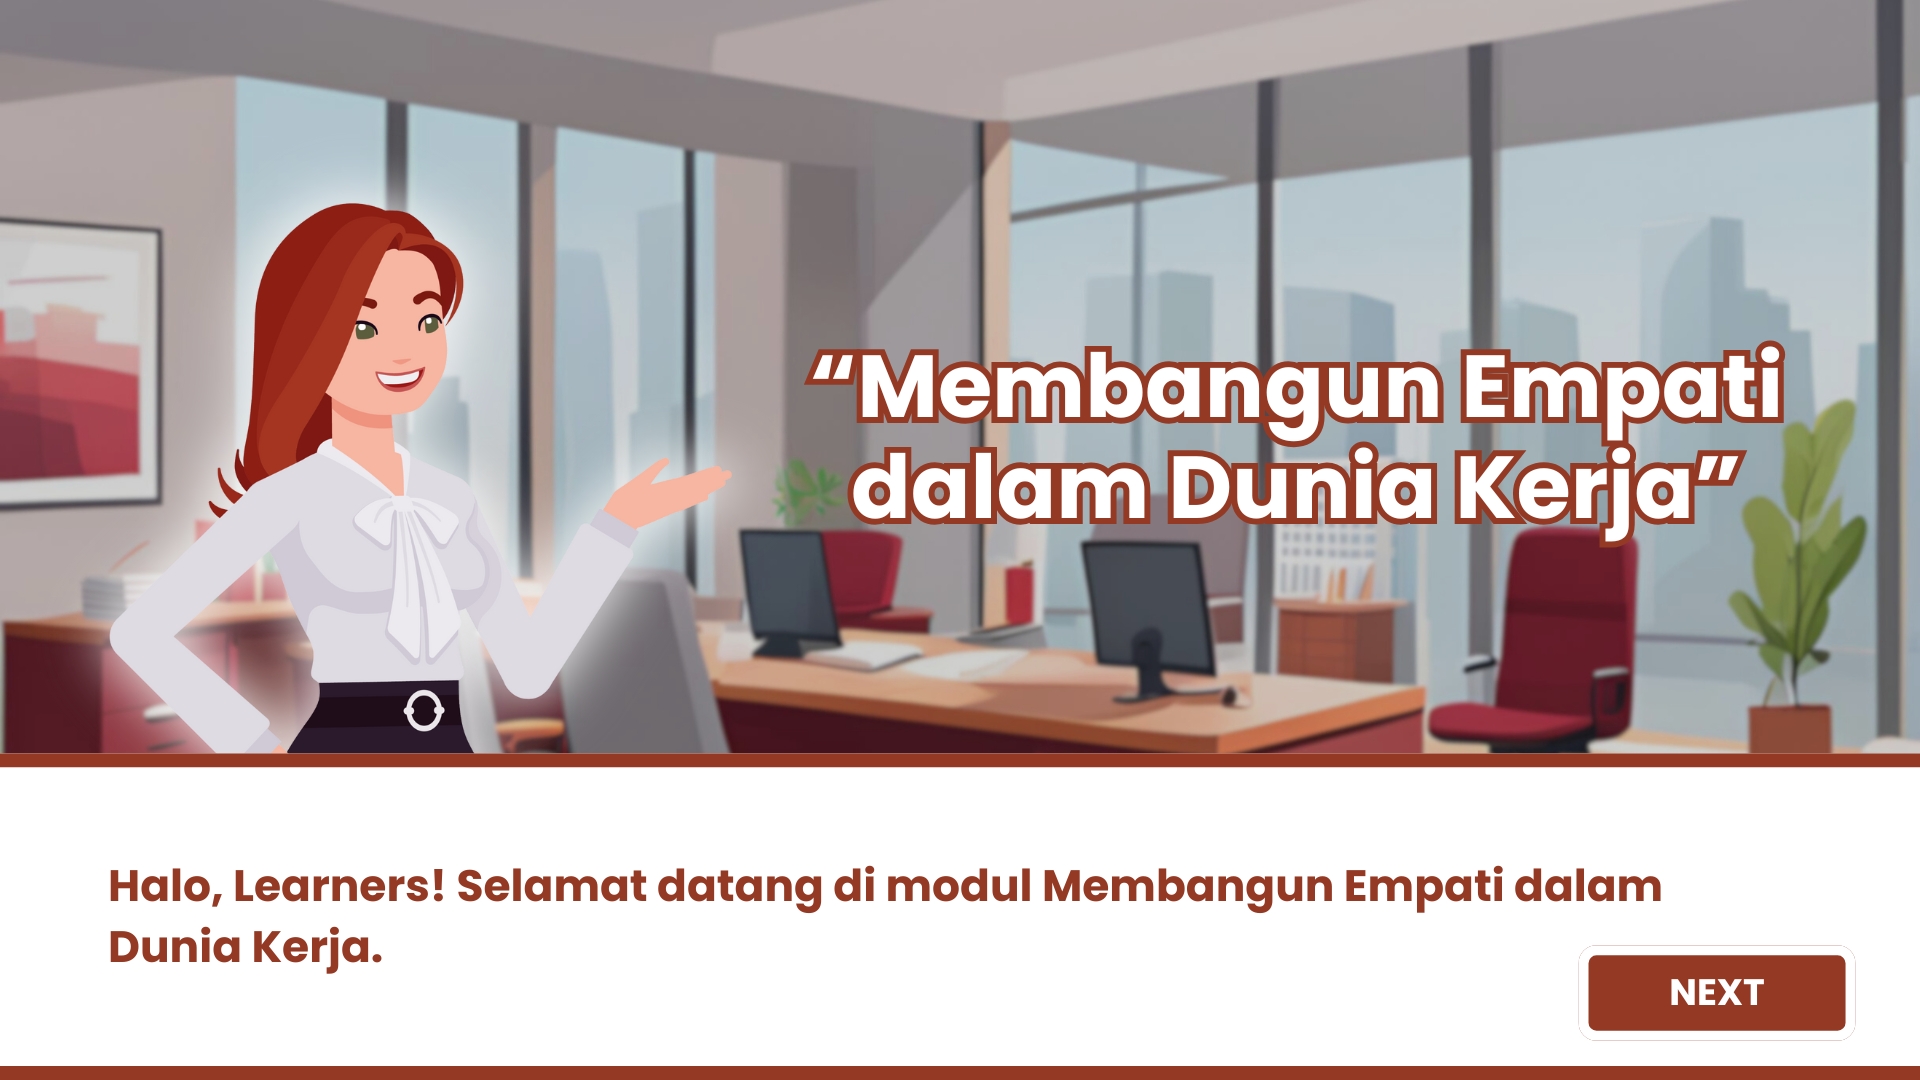 “Membangun Empati
dalam Dunia Kerja”
Halo, Learners! Selamat datang di modul Membangun Empati dalam
Dunia Kerja.
NEXT